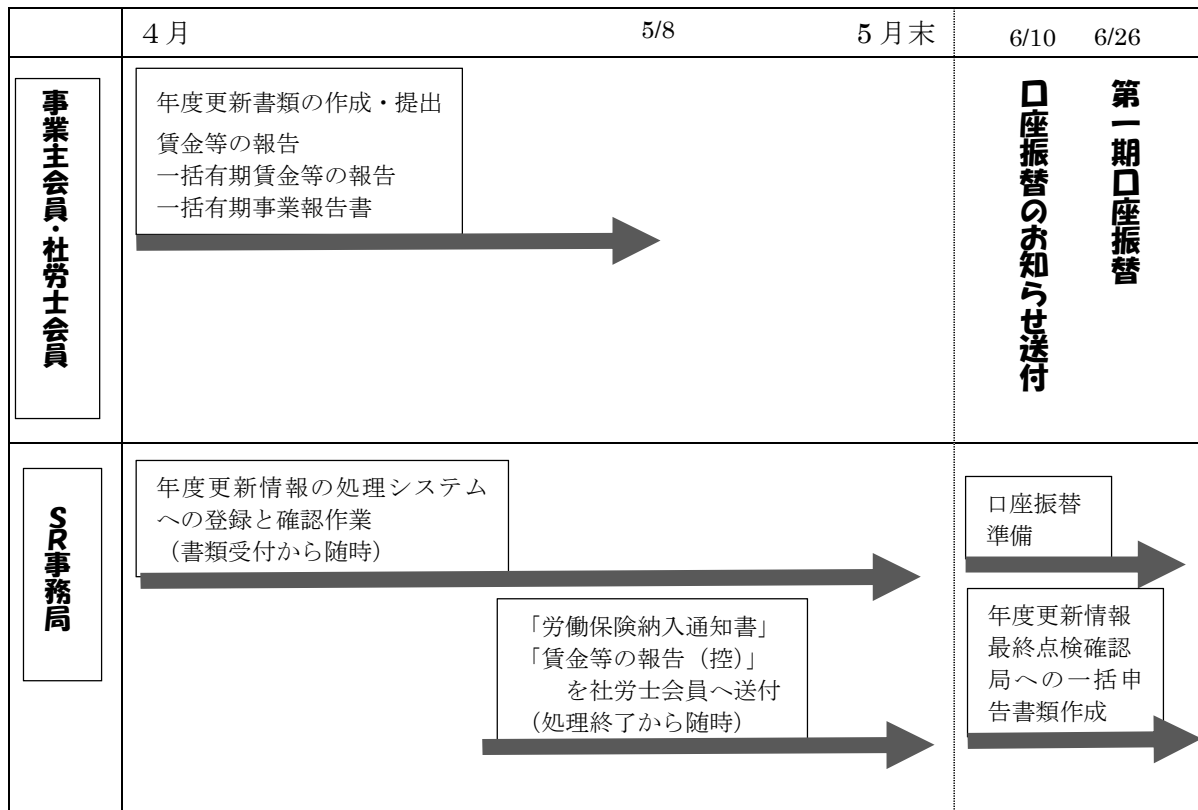 ４月 5/8 ５月末 6/10 6/26
事業主会員・社労士会員
年度更新書類の作成・提出
賃金等の報告
一括有期賃金等の報告
一括有期事業報告書
口座振替のお知らせ送付
第一期口座振替
ＳＲ事務局
年度更新情報の処理システム
への登録と確認作業
（書類受付から随時）
「労働保険納入通知書」
「賃金等の報告（控）」
を社労士会員へ送付
（処理終了から随時）
口座振替
準備
年度更新情報
最終点検確認
局への一括申
告書類作成